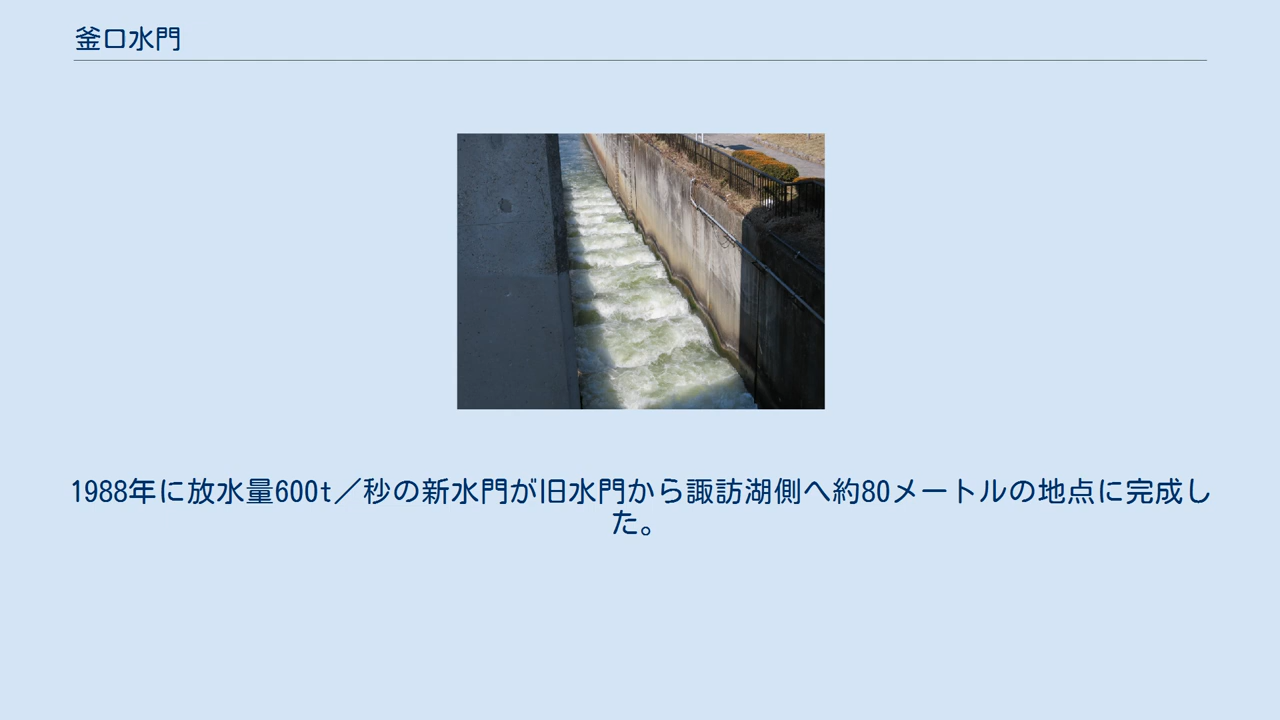 釜口水門
1988年に放水量600t／秒の新水門が旧水門から諏訪湖側へ約80メートルの地点に完成し
た。